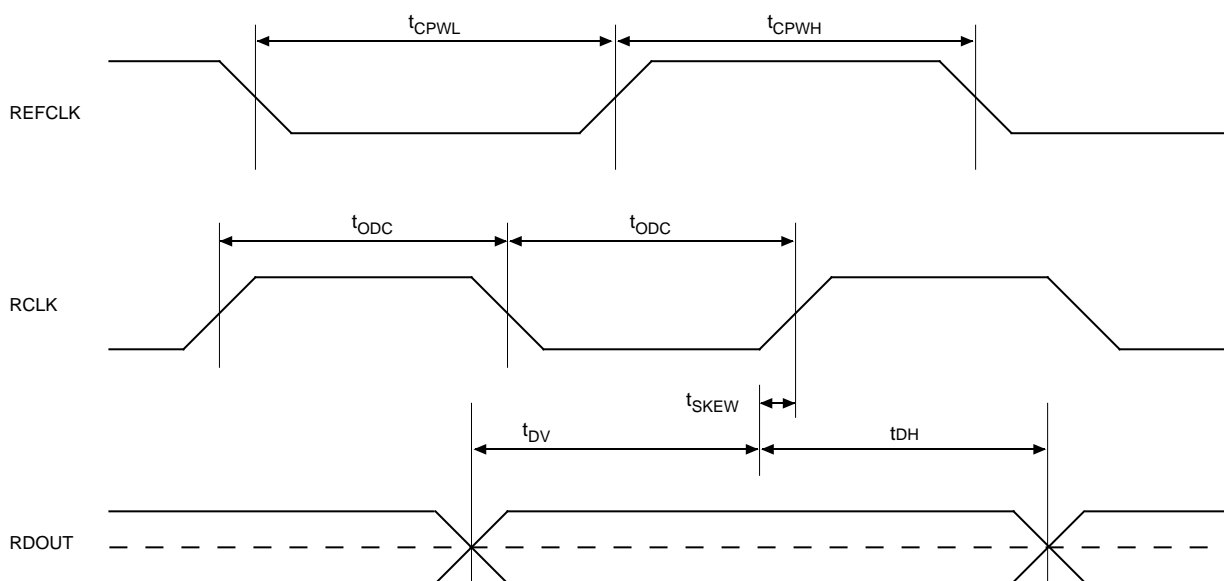 tCPWL
tCPWH
REFCLK
tODC
tODC
RCLK
tSKEW
tDV
tDH
RDOUT